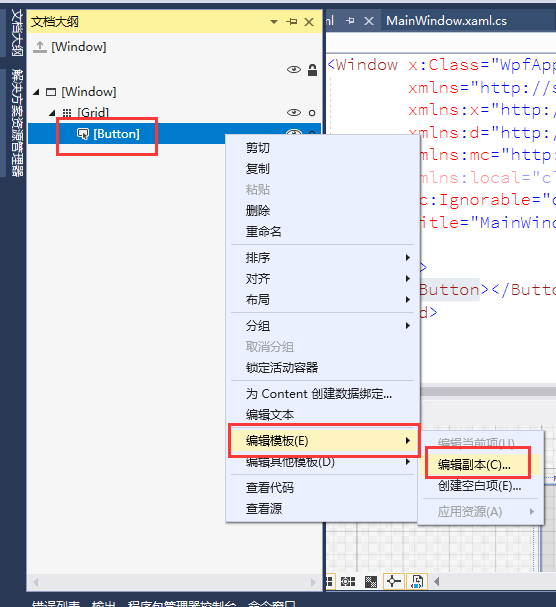 文档大纲
解决方案资源管理器
文档大纲
[Window]
[Window]
[Grid]
[Button]
剪切
复制
粘贴
删除
重命名
排序
对齐
布局
分组
取消分组
锁定活动容器
为 Content 创建数据绑定...
编辑文本
编辑模板(E)
编辑其他模板(D)
查看代码
查看源
编辑当前项(U)
编辑副本(C)...
创建空白项(E)...
应用资源(A)
ml
MainWindow.xaml.cs
<Window x:Class="WpfApp
xmlns="http://s
xmlns:x="http:/
xmlns:d="http:/
xmlns:mc="http:
xmlns:local="cl
c:Ignorable="d
itle="MainWind
>
Button></Butto
d>
错误列表 输出 程序包管理器控制台 命令窗口